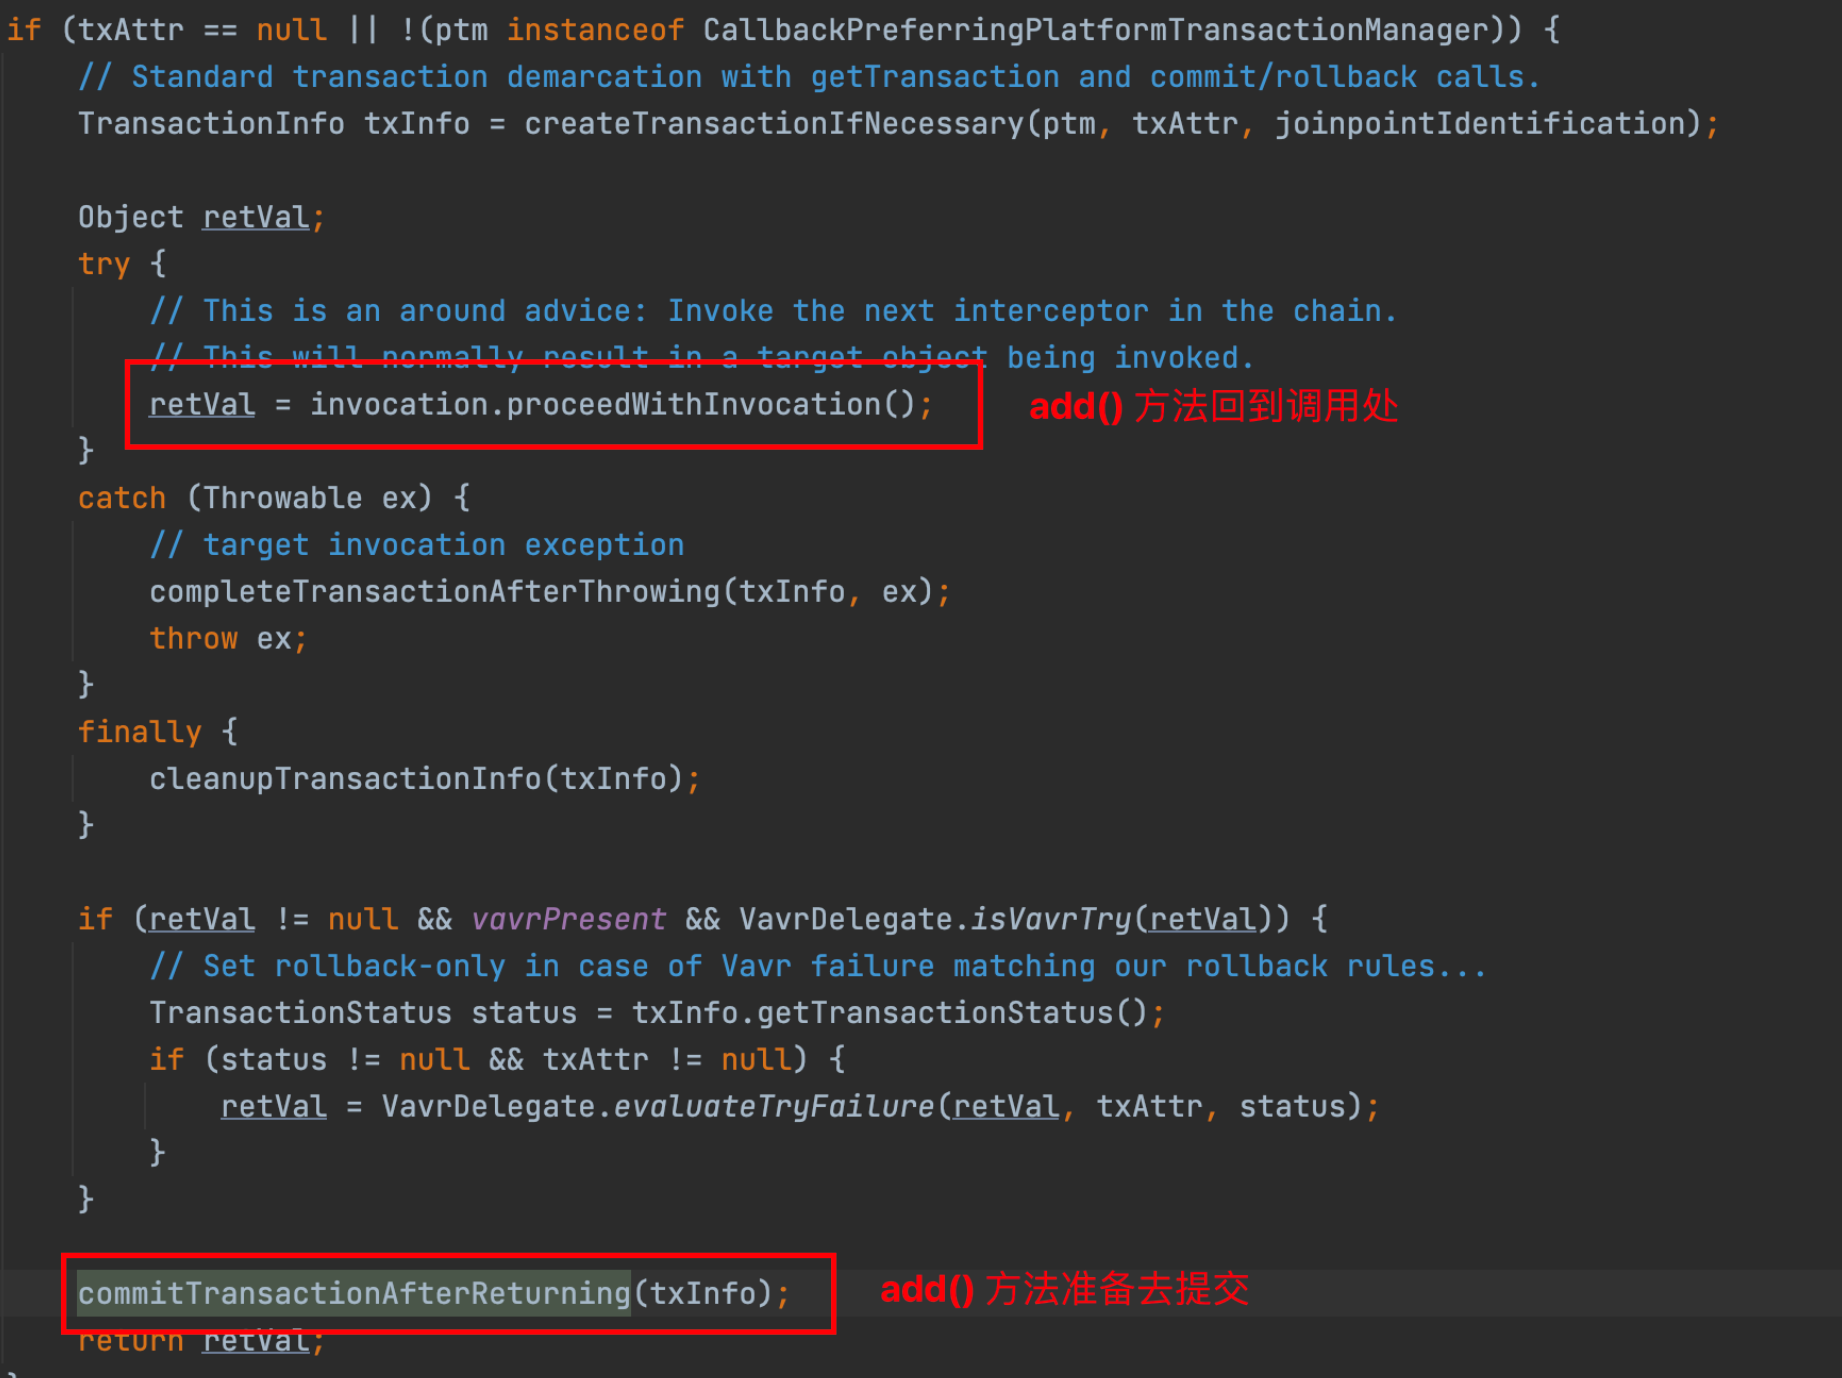 if (txAttr == null || !(ptm instanceof CallbackPreferringPlatformTransactionManager)) {
// Standard transaction demarcation with getTransaction and commit/rollback calls.
TransactionInfo txInfo = createTransactionIfNecessary(ptm, txAttr, joinpointIdentification);
Object retVal;
try {
// This is an around advice: Invoke the next interceptor in the chain.
// This will normally result in a target object being invoked.
retVal = invocation.proceedWithInvocation();
add() 方法回到调用处
}
catch (Throwable ex) {
// target invocation exception
completeTransactionAfterThrowing(txInfo, ex);
throw ex;
}
finally {
cleanupTransactionInfo(txInfo);
}
if (retVal != null && vavrPresent && VavrDelegate.isVavrTry(retVal)) {
// Set rollback-only in case of Vavr failure matching our rollback rules...
TransactionStatus status = txInfo.getTransactionStatus();
if (status != null && txAttr != null) {
retVal = VavrDelegate.evaluateTryFailure(retVal, txAttr, status);
}
}
commitTransactionAfterReturning(txInfo);
add() 方法准备去提交
return retVal;
}